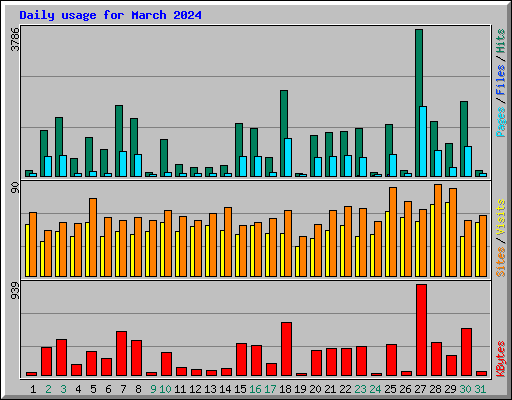 Daily usage for March 2024
3786
Pages / Files / Hits
90
Sites / Visits
939
KBytes
1 2 3 4 5 6 7 8 9 10 11 12 13 14 15 16 17 18 19 20 21 22 23 24 25 26 27 28 29 30 31